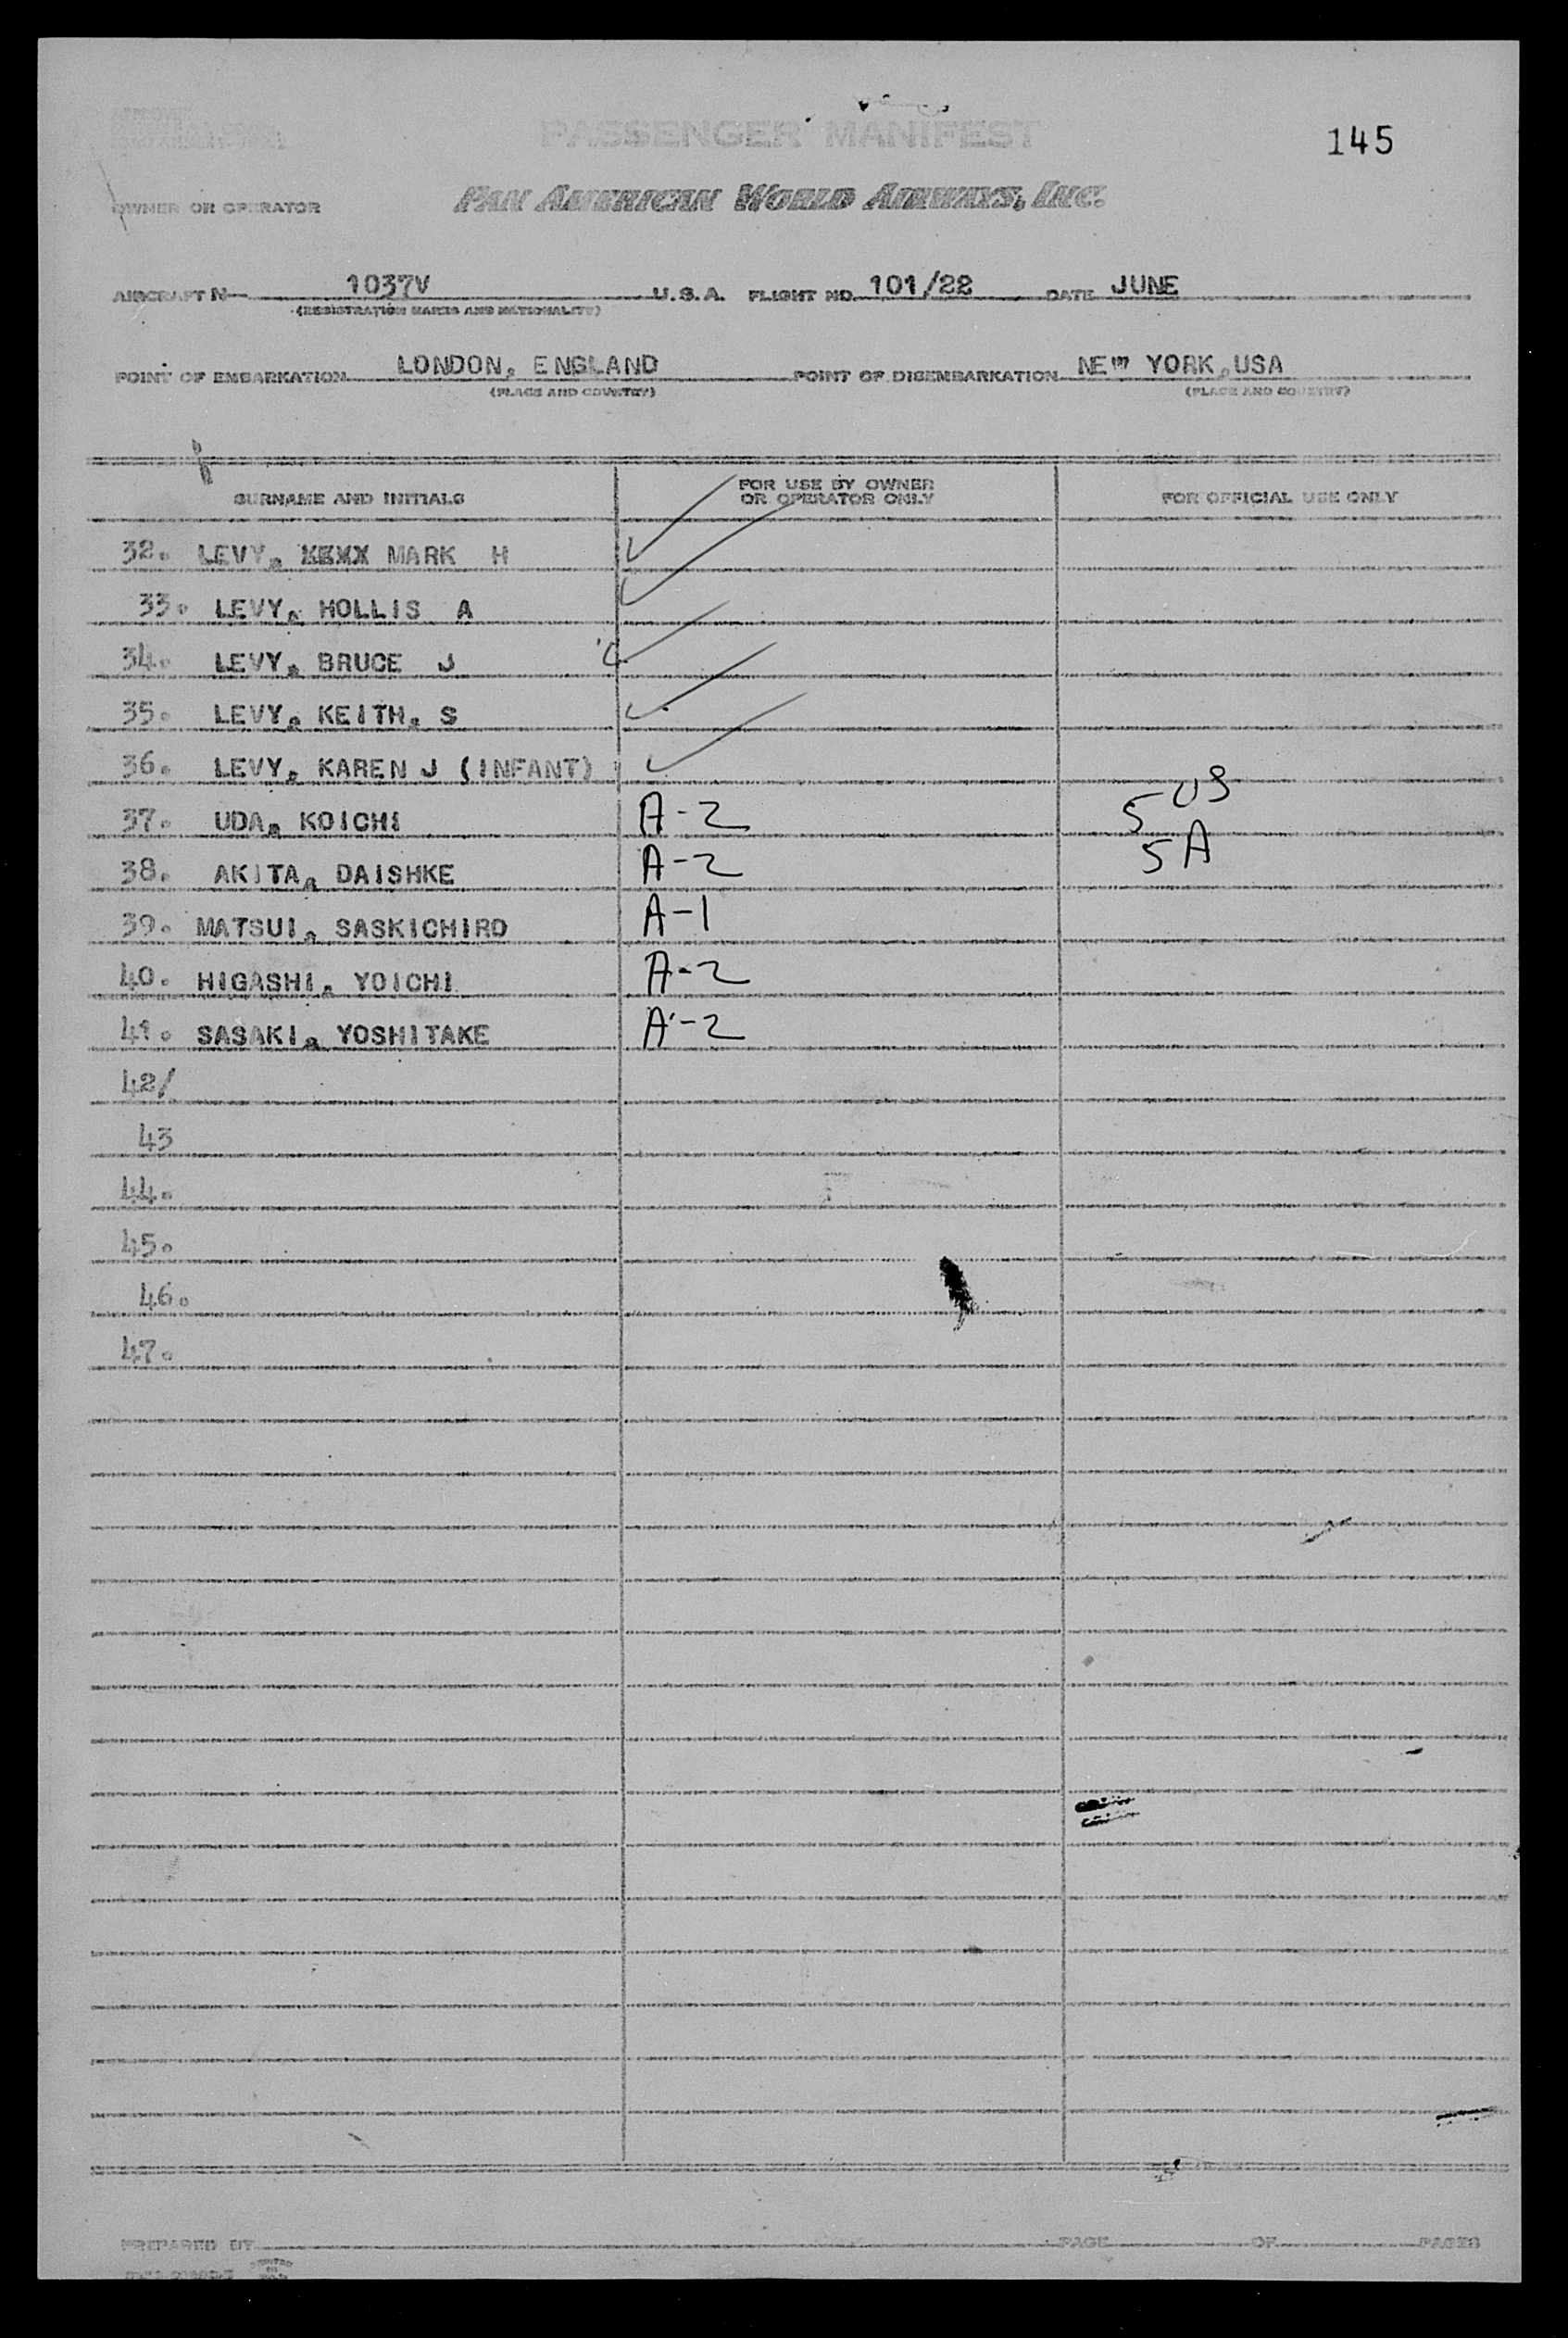 PASSENGER MANIFEST
145
OWNER OR OPERATOR PAN AMERICAN WORLD AIRWAYS, INC.
AIRCRAFT N 1037V U.S.A. FLIGHT NO. 101/22 DATE JUNE
(REGISTRATION MARKS AND NATIONALITY)
POINT OF EMBARKATION LONDON, ENGLAND POINT OF DISEMBARKATION NEW YORK, USA
(PLACE AND COUNTRY) (PLACE AND COUNTRY)
SURNAME AND INITIALS FOR USE BY OWNER OR OPERATOR ONLY FOR OFFICIAL USE ONLY
32. LEVY, MARK H
33. LEVY, HOLLIS A
34. LEVY, BRUCE J
35. LEVY, KEITH, S
36. LEVY, KAREN J (INFANT)
37. UDA, KOICHI A-2 5 US
38. AKITA, DAISHKE A-2 5 A
39. MATSUI, SASKICHIRO A-1
40. HIGASHI, YOICHI A-2
41. SASAKI, YOSHITAKE A-2
42/
43
44.
45.
46.
47.
PREPARED BY PAGE OF PAGES